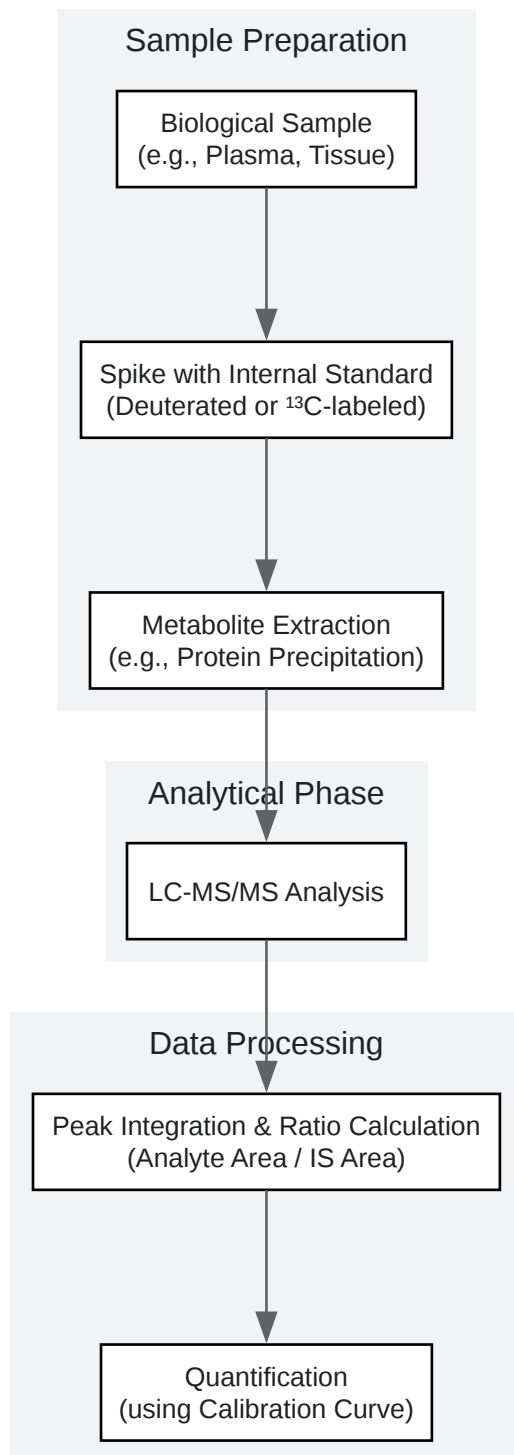 Sample Preparation
Biological Sample
(e.g., Plasma, Tissue)
Spike with Internal Standard
(Deuterated or ¹³C-labeled)
Metabolite Extraction
(e.g., Protein Precipitation)
Analytical Phase
LC-MS/MS Analysis
Data Processing
Peak Integration & Ratio Calculation
(Analyte Area / IS Area)
Quantification
(using Calibration Curve)